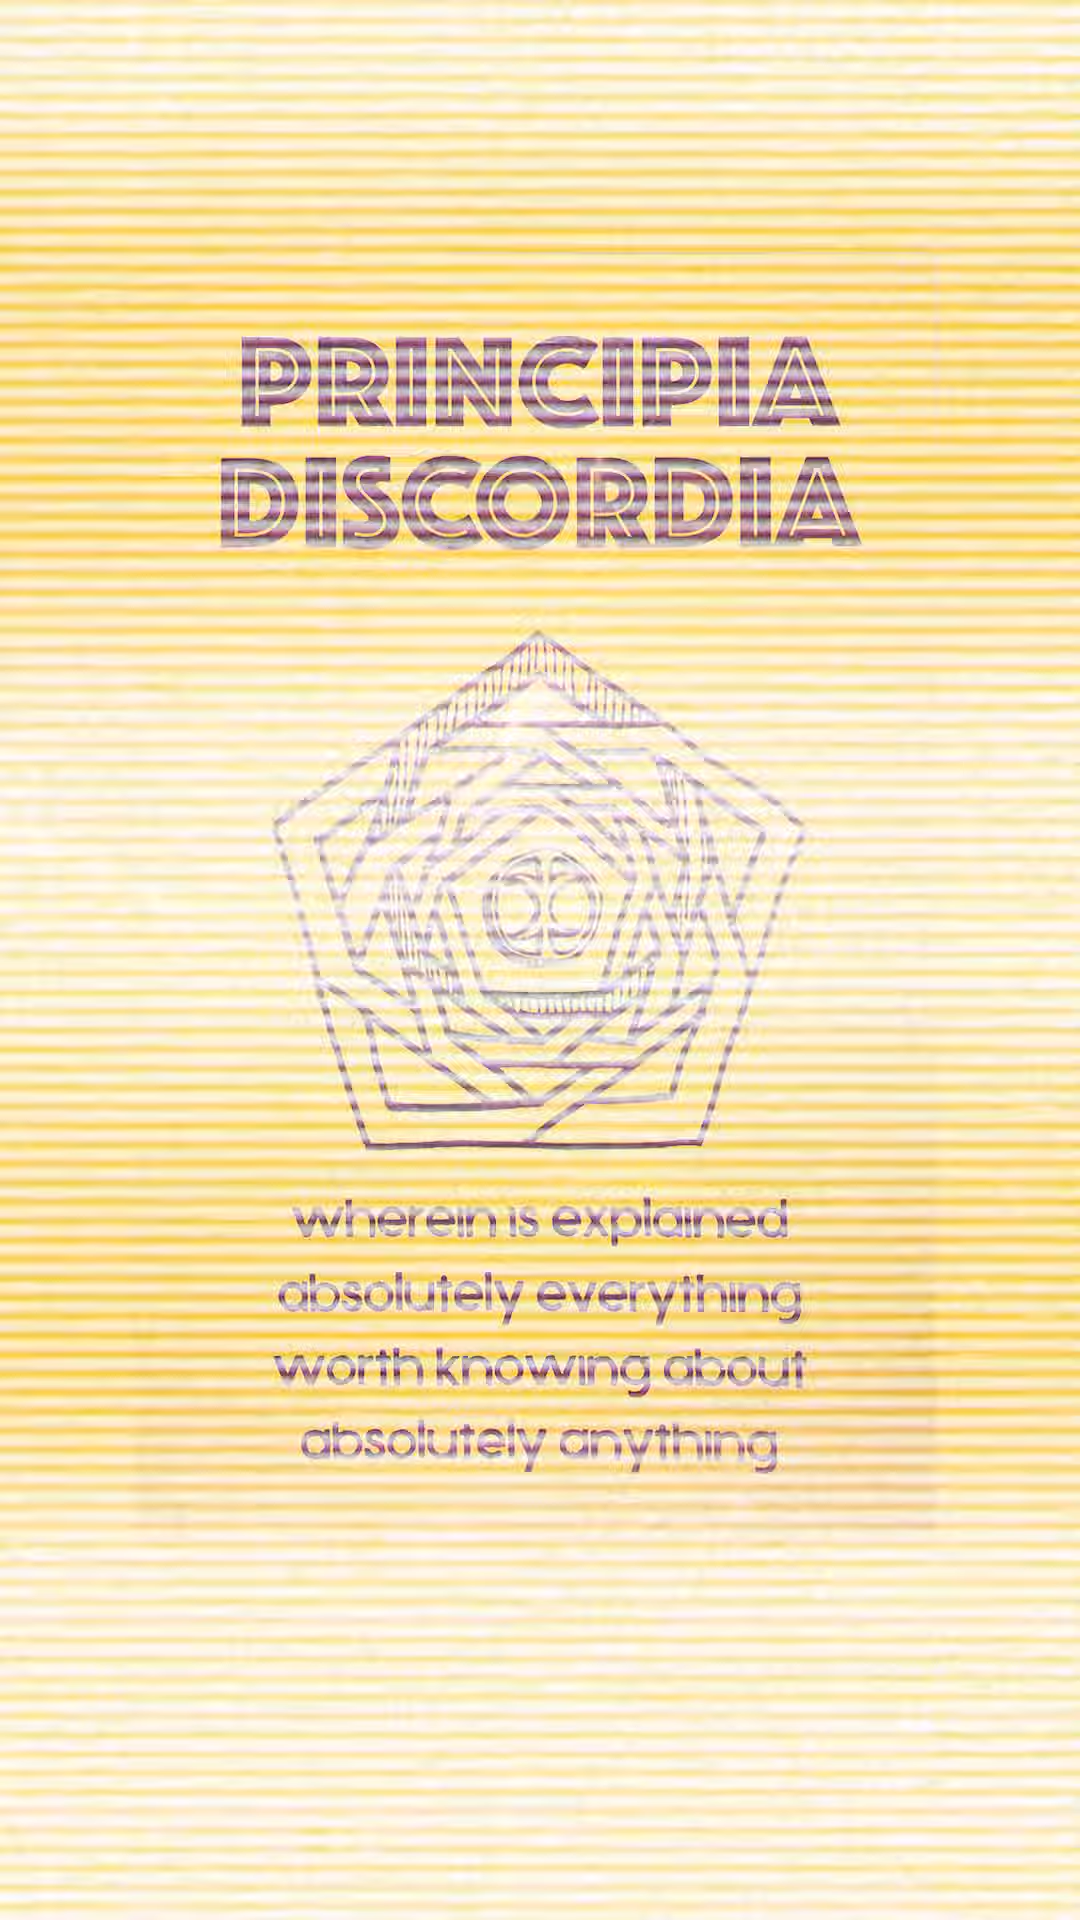 PRINCIPIA
DISCORDIA
wherein is explained
absolutely everything
worth knowing about
absolutely anything